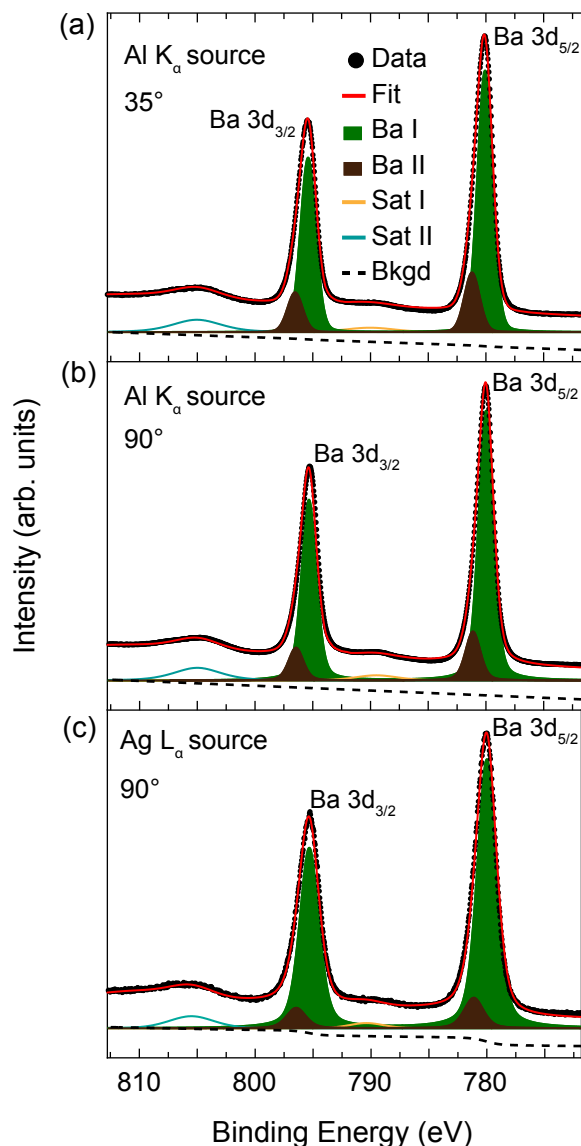 Intensity (arb. units)
(a)
Al Kα source
35°
Ba 3d3/2
Ba 3d5/2
Data
Fit
Ba I
Ba II
Sat I
Sat II
Bkgd
(b)
Al Kα source
90°
Ba 3d3/2
Ba 3d5/2
(c)
Ag Lα source
90°
Ba 3d3/2
Ba 3d5/2
810 800 790 780
Binding Energy (eV)